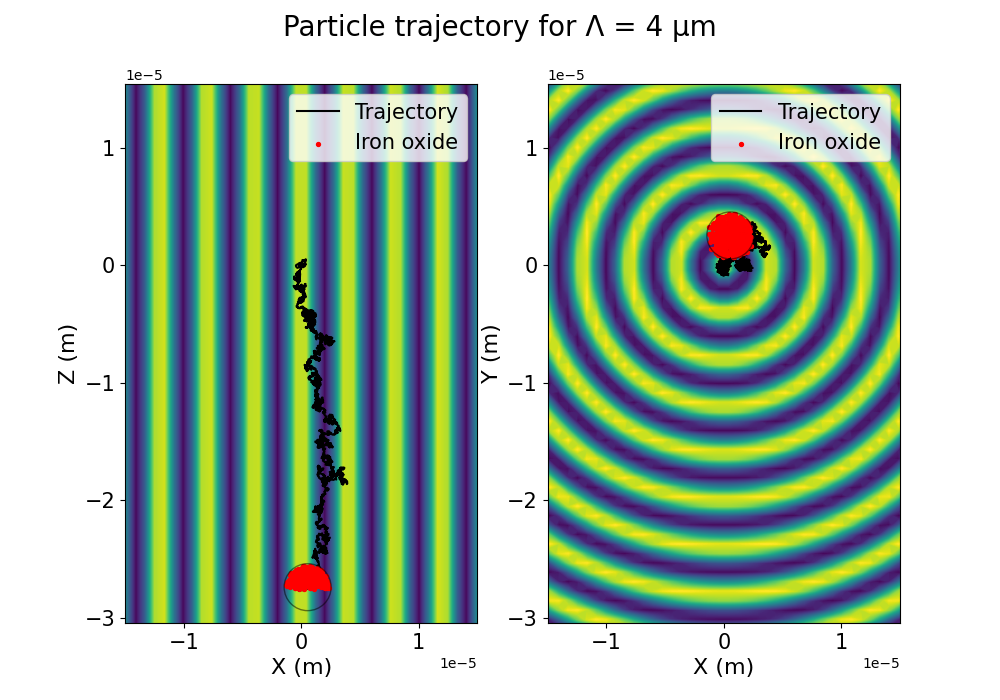 Particle trajectory for Λ = 4 μm
1e−5
Trajectory
Iron oxide
1
0
−1
−2
−3
Z (m)
−1
0
1
X (m)
1e−5
1e−5
Trajectory
Iron oxide
1
0
−1
−2
−3
Y (m)
−1
0
1
X (m)
1e−5